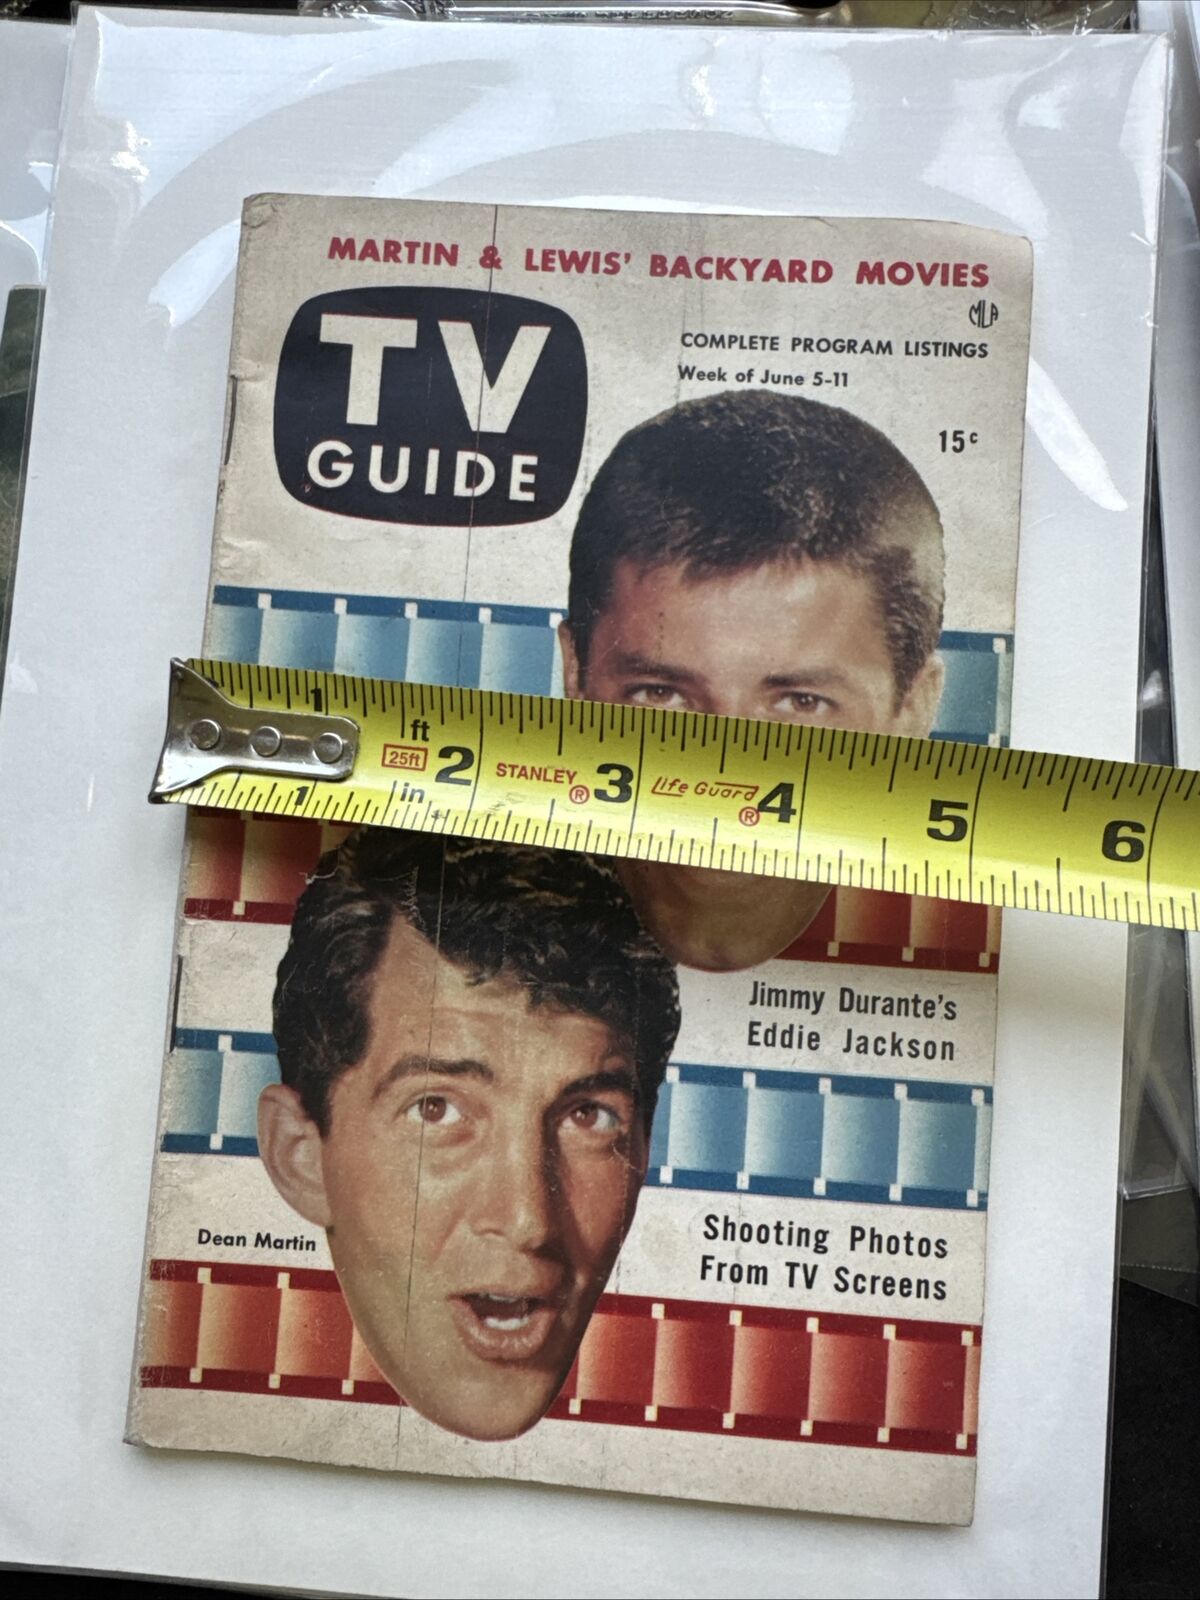 MARTIN & LEWIS' BACKYARD MOVIES
MLA
TV
GUIDE
COMPLETE PROGRAM LISTINGS
Week of June 5-11
15¢
1
ft
25ft
2
STANLEY®
3
Life Guard®
4
5
6
1
in
Jimmy Durante's
Eddie Jackson
Dean Martin
Shooting Photos
From TV Screens